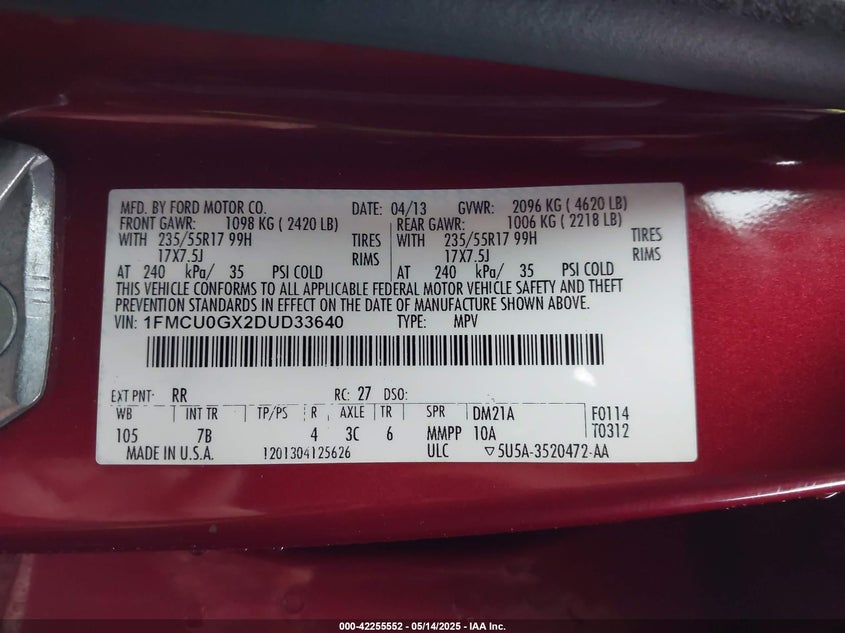 MFD. BY FORD MOTOR CO. DATE: 04/13 GVWR: 2096 KG ( 4620 LB)
FRONT GAWR: 1098 KG ( 2420 LB) REAR GAWR: 1006 KG ( 2218 LB)
WITH 235/55R17 99H TIRES WITH 235/55R17 99H TIRES
17X7.5J RIMS 17X7.5J RIMS
AT 240 kPa/ 35 PSI COLD AT 240 kPa/ 35 PSI COLD
THIS VEHICLE CONFORMS TO ALL APPLICABLE FEDERAL MOTOR VEHICLE SAFETY AND THEFT
PREVENTION STANDARDS IN EFFECT ON THE DATE OF MANUFACTURE SHOWN ABOVE.
VIN: 1FMCU0GX2DUD33640 TYPE: MPV
EXT PNT: RR RC: 27 DSO:
WB INT TR TP/PS R AXLE TR SPR DM21A F0114
105 7B 4 3C 6 MMPP 10A T0312
MADE IN U.S.A. 1201304125626 ULC ▽5U5A-3520472-AA
000-42255552 - 05/14/2025 - IAA Inc.